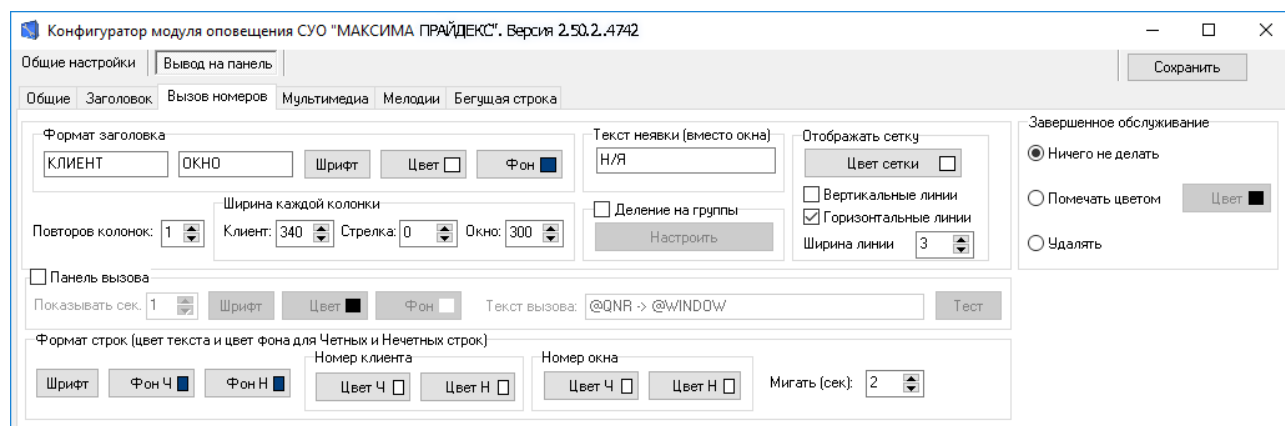 Конфигуратор модуля оповещения СУО "МАКСИМА ПРАЙДЕКС". Версия 2.50.2..4742
Общие настройки Вывод на панель Сохранить
Общие Заголовок Вызов номеров Мультимедиа Мелодии Бегущая строка
Формат заголовка
КЛИЕНТ ОКНО Шрифт Цвет Фон
Текст неявки (вместо окна)
Н/Я
Отображать сетку
Цвет сетки
Вертикальные линии
Горизонтальные линии
Ширина линии 3
Завершенное обслуживание
Ничего не делать
Помечать цветом Цвет
Удалять
Повторов колонок: 1
Ширина каждой колонки
Клиент: 340 Стрелка: 0 Окно: 300
Деление на группы
Настроить
Панель вызова
Показывать сек. 1 Шрифт Цвет Фон Текст вызова: @QNR -> @WINDOW Тест
Формат строк (цвет текста и цвет фона для Четных и Нечетных строк)
Шрифт Фон Ч Фон Н
Номер клиента
Цвет Ч Цвет Н
Номер окна
Цвет Ч Цвет Н
Мигать (сек): 2